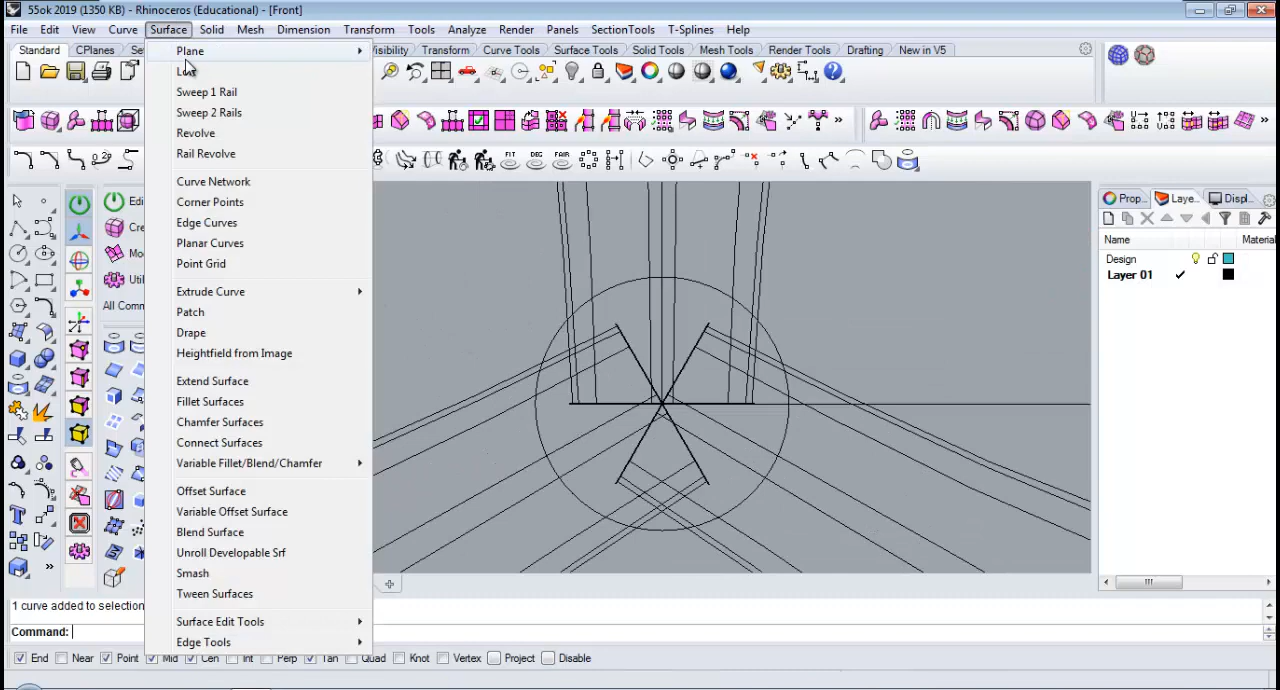 55ok 2019 (1350 KB) - Rhinoceros (Educational) - [Front]
File Edit View Curve Surface Solid Mesh Dimension Transform Tools Analyze Render Panels SectionTools T-Splines Help
Standard CPlanes Transform Curve Tools Surface Tools Solid Tools Mesh Tools Render Tools Drafting New in V5
Plane
Sweep 1 Rail
Sweep 2 Rails
Revolve
Rail Revolve
Curve Network
Corner Points
Edge Curves
Planar Curves
Point Grid
Extrude Curve
Patch
Drape
Heightfield from Image
Extend Surface
Fillet Surfaces
Chamfer Surfaces
Connect Surfaces
Variable Fillet/Blend/Chamfer
Offset Surface
Variable Offset Surface
Blend Surface
Unroll Developable Srf
Smash
Tween Surfaces
Surface Edit Tools
Edge Tools
FIT DEG FAIR
All Comm
Prop... Laye... Displ...
Name Material
Design
Layer 01
1 curve added to selection
Command:
End Near Point Mid Cen Int Perp Tan Quad Knot Vertex Project Disable